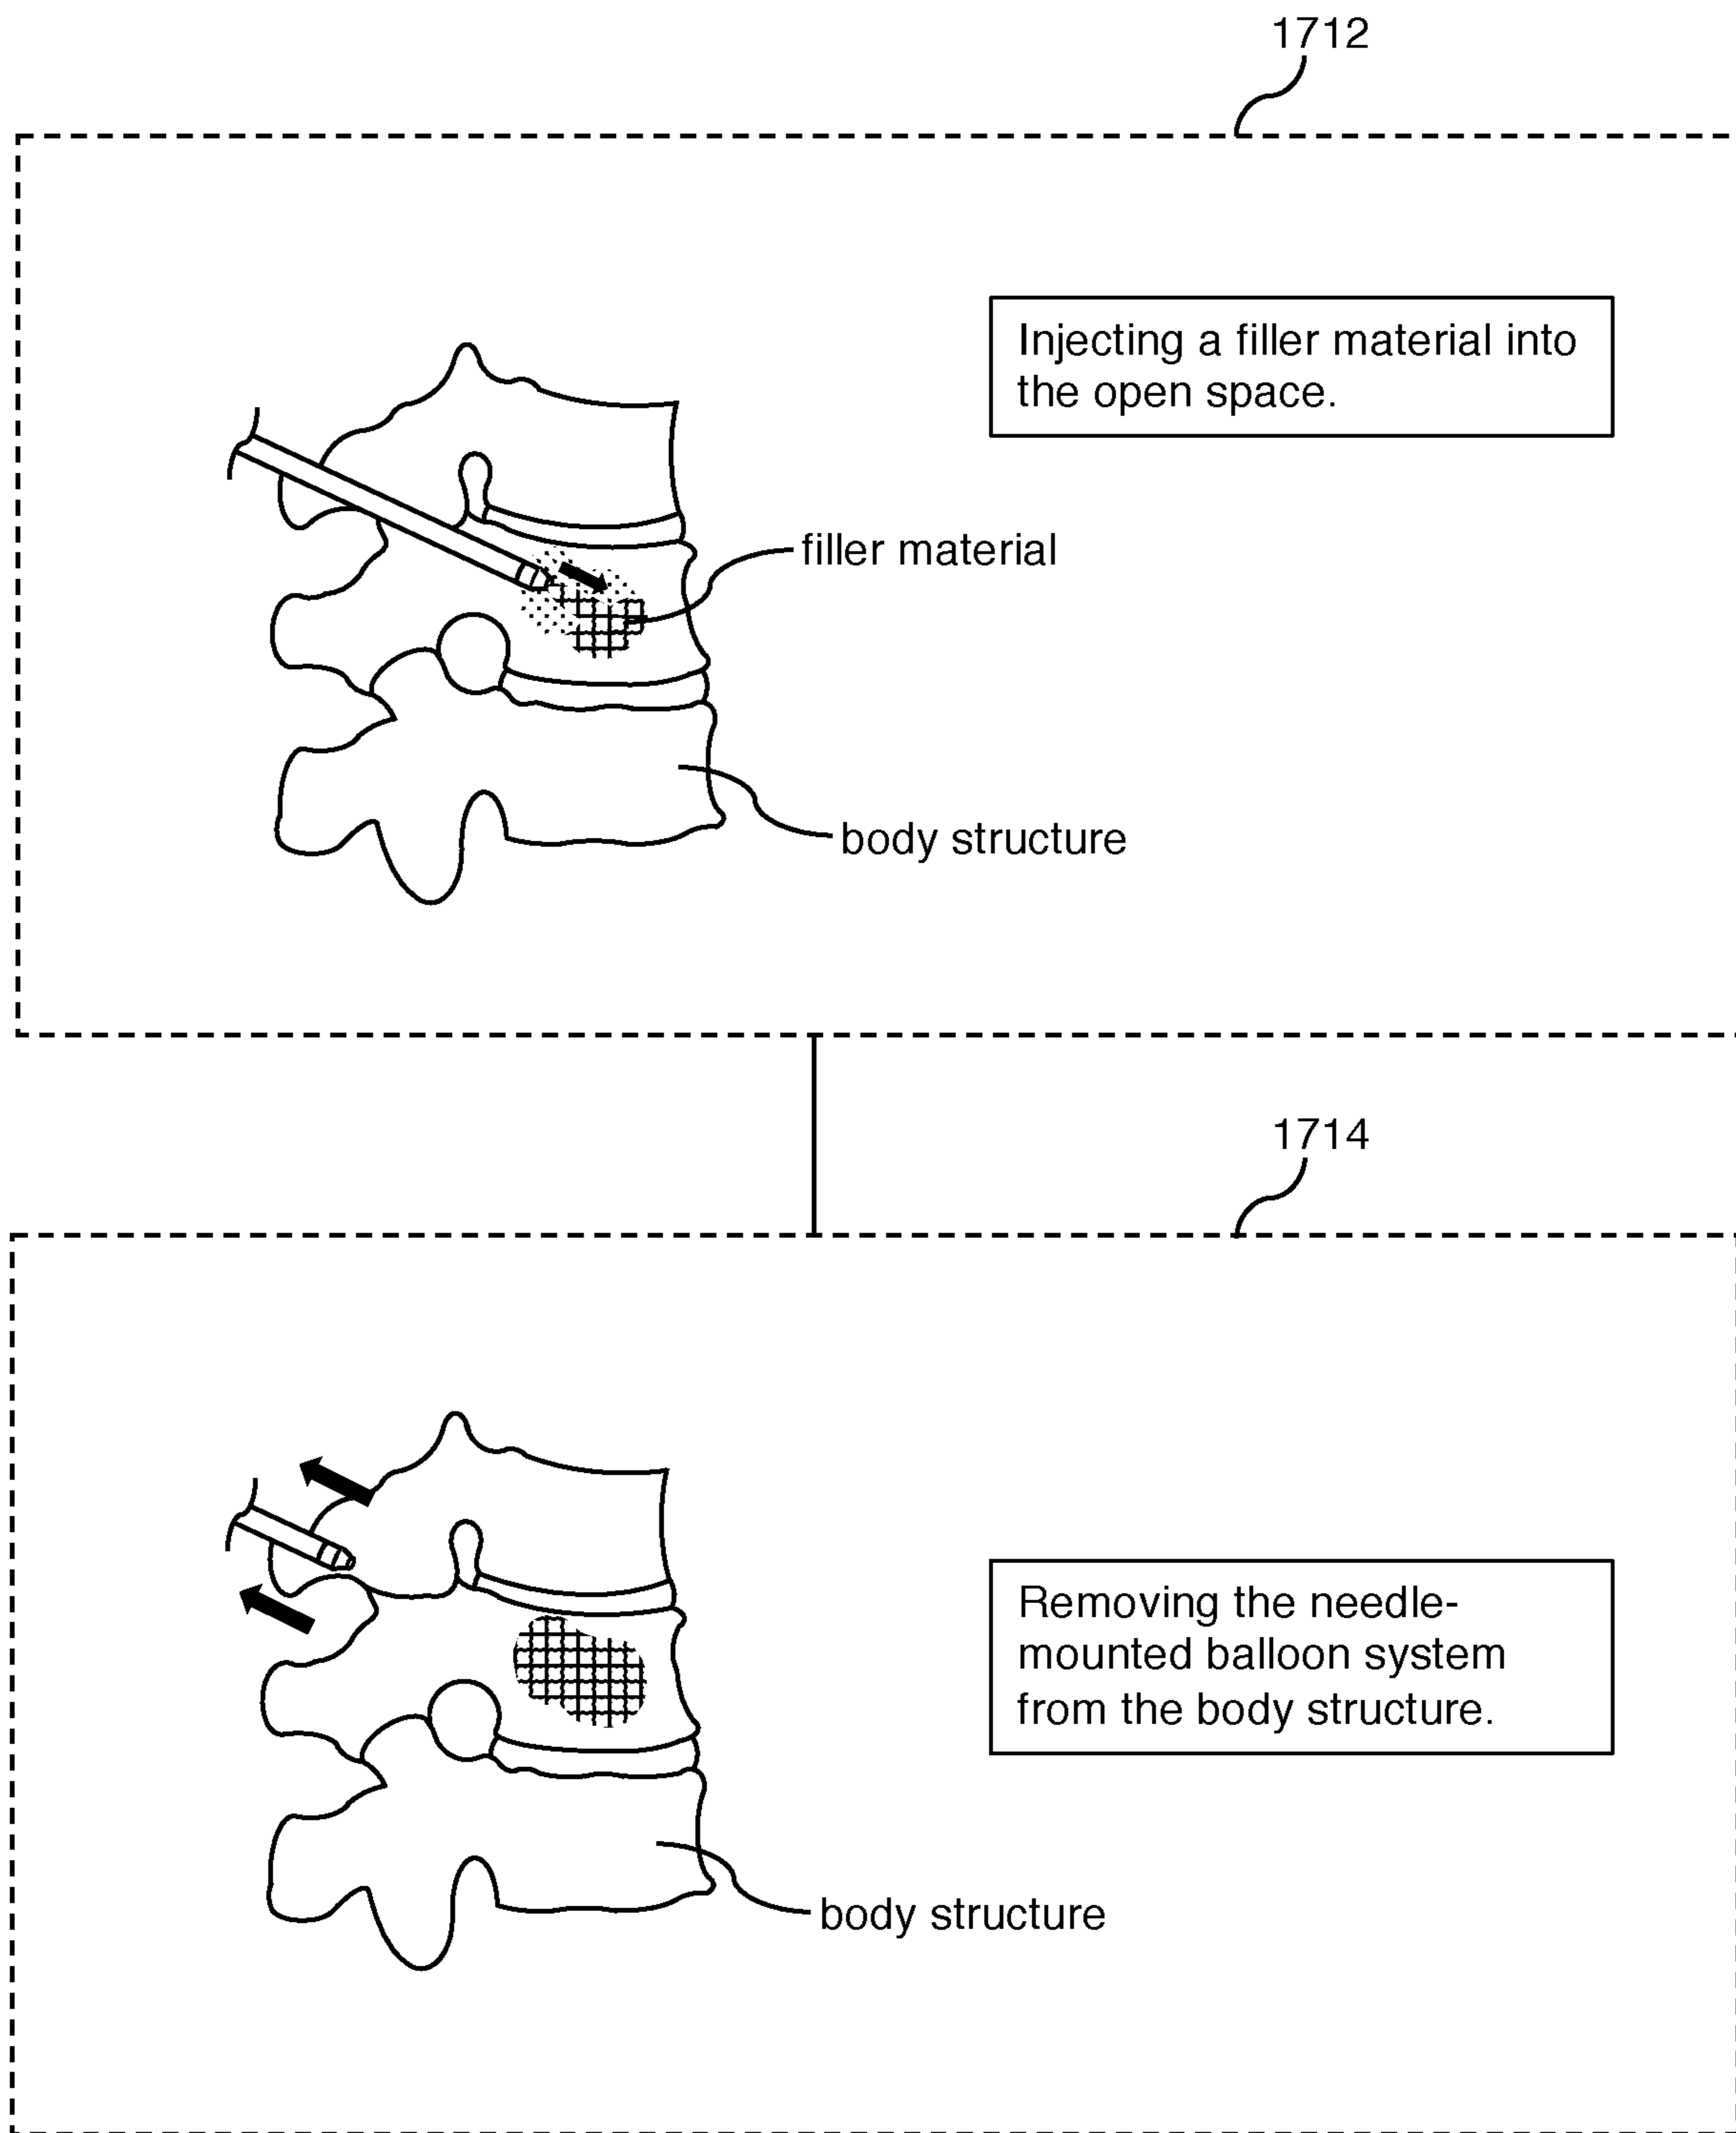 1712
Injecting a filler material into
the open space.
filler material
body structure
1714
Removing the needle-
mounted balloon system
from the body structure.
body structure